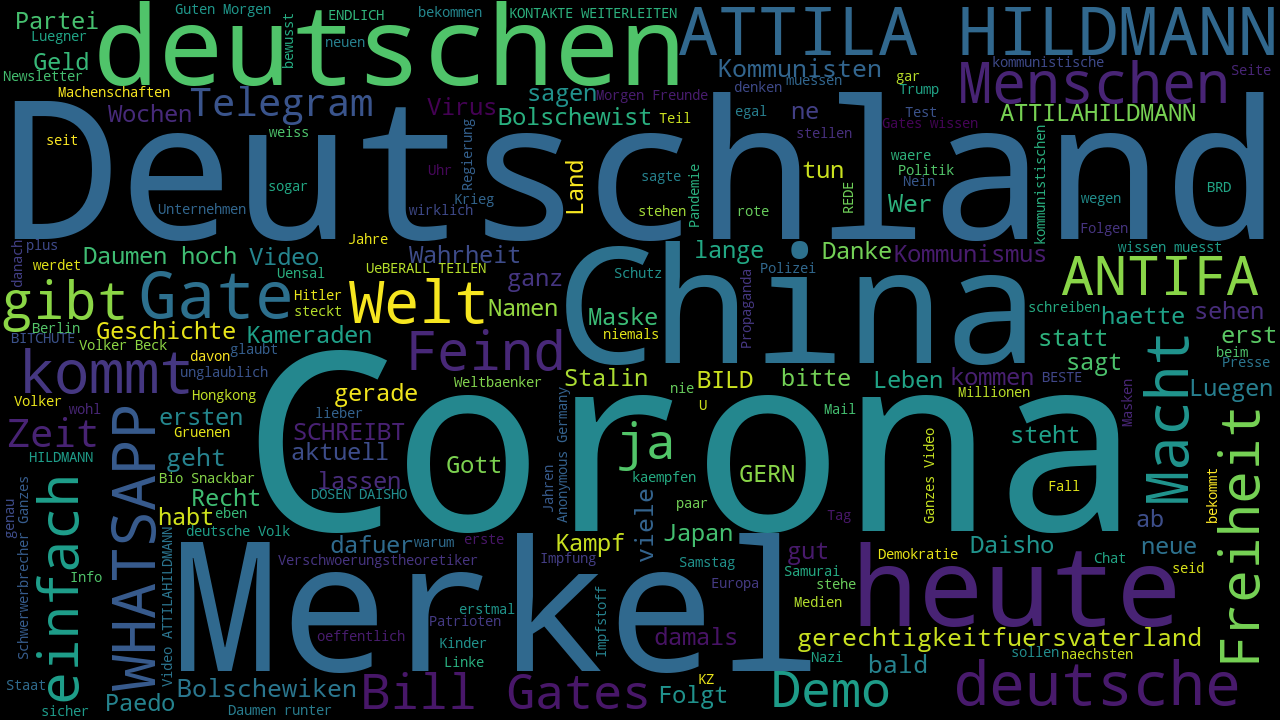 Partei
Guten Morgen
ENDLICH
bekommen
KONTAKTE WEITERLEITEN
ATTILA HILDMANN
Luegner
deutschen
bewusst
neuen
Geld
Kommunisten
kommunistische
Menschen
Seite
Newsletter
Machenschaften
Telegram
Virus
sagen
Morgen Freunde
denken
muessen
gar
Trump
Wochen
Bolschewist
Teil
egal
ne
Test
ATTILAHILDMANN
Gates wissen
seit
weiss
Deutschland
Regierung
stellen
kommunistischen
waere
Uhr
Land
sagte
Pandemie
tun
Politik
Nein
BRD
sogar
Krieg
REDE
Wer
wegen
Unternehmen
wirklich
stehen
rote
Folgen
Jahre
danach
plus
Daumen hoch
Video
Wahrheit
China
lange
Danke
Kommunismus
wissen muesst
werdet
Uensal
UeBERALL TEILEN
ganz
Schutz
Propaganda
Polizei
ANTIFA
gibt
Gate
Hitler
Welt
Namen
steckt
Maske
schreiben
haette
sehen
Berlin
Geschichte
Kameraden
niemals
statt
erst
BITCHUTE
Volker Beck
davon
glaubt
Feind
sagt
beim
Presse
kommt
unglaublich
Weltbaenker
Stalin
nie
BILD
bitte
Leben
kommen
BESTE
Macht
Luegen
Volker
wohl
Hongkong
gerade
U
Mail
Millionen
Masken
WHATSAPP
ersten
lieber
Corona
Anonymous Germany
Zeit
Gruenen
SCHREIBT
ja
steht
Freiheit
HILDMANN
geht
aktuell
Gott
GERN
Ganzes Video
einfach
Bio Snackbar
lassen
Jahren
kaempfen
Fall
bekommt
genau
Schwerverbrecher Ganzes
Recht
DOSEN DAISHO
paar
habt
eben
viele
Tag
ab
deutsche Volk
dafuer
warum
erste
Kampf
Japan
Daisho
neue
Video ATTILAHILDMANN
Verschwoerungstheoretiker
Impfung
Samstag
gut
Demokratie
Chat
seid
Info
Merkel
Europa
Samurai
stehe
heute
erstmal
Impfstoff
Medien
Patrioten
oeffentlich
Kinder
damals
gerechtigkeitfuersvaterland
Linke
Nazi
bald
sollen
naechsten
Staat
Bolschewiken
KZ
deutsche
sicher
Paedo
Bill Gates
Folgt
Demo
Daumen runter